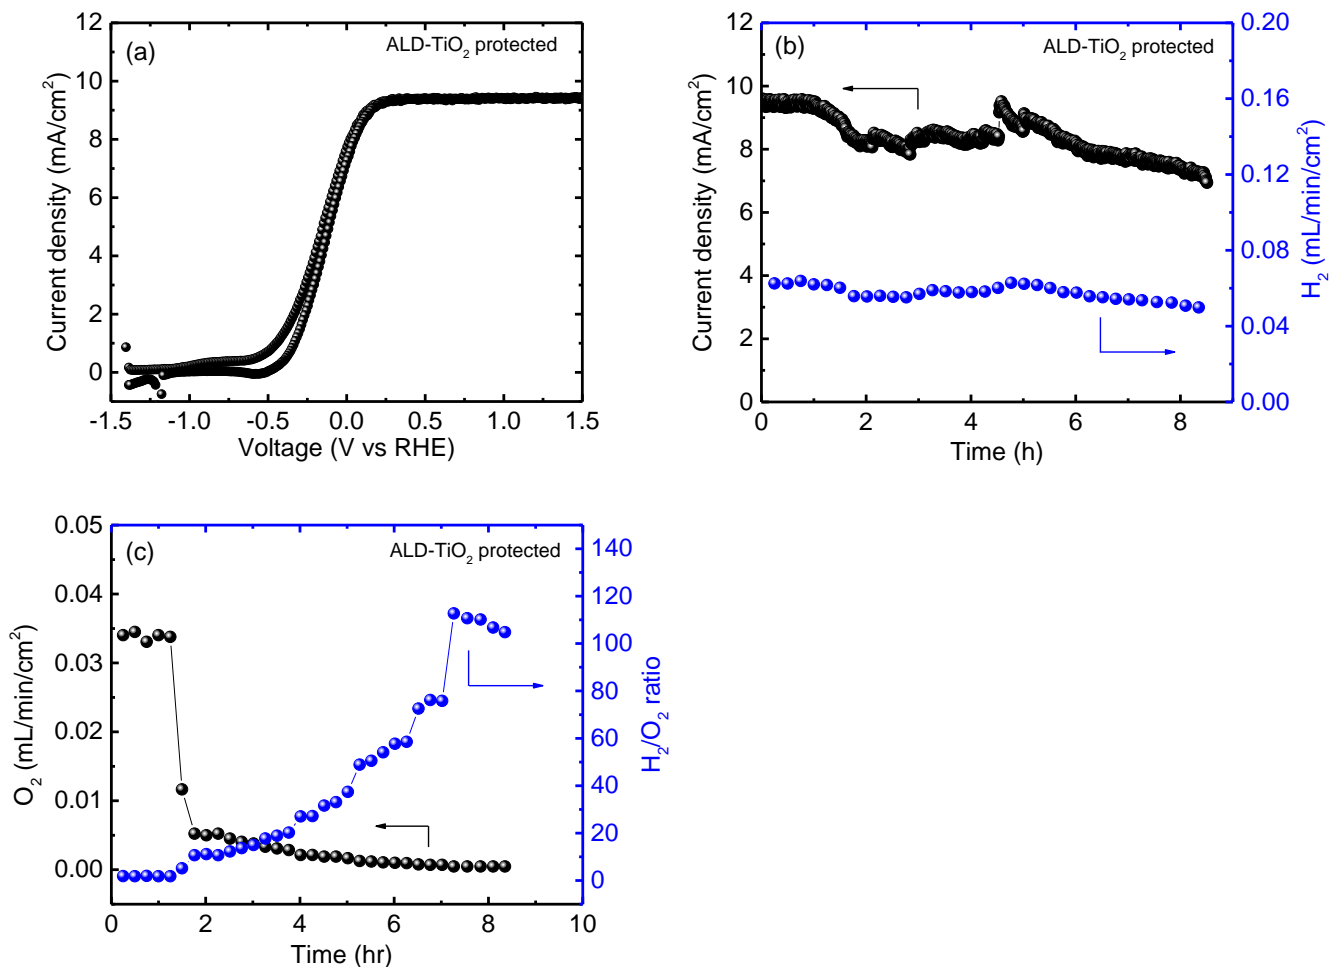 (a)
ALD-TiO2 protected
12
10
8
6
4
2
0
Current density (mA/cm2)
-1.5 -1.0 -0.5 0.0 0.5 1.0 1.5
Voltage (V vs RHE)
(b)
ALD-TiO2 protected
12
10
8
6
4
2
0
Current density (mA/cm2)
0.20
0.16
0.12
0.08
0.04
0.00
H2 (mL/min/cm2)
0 2 4 6 8
Time (h)
(c)
ALD-TiO2 protected
0.05
0.04
0.03
0.02
0.01
0.00
O2 (mL/min/cm2)
140
120
100
80
60
40
20
0
H2/O2 ratio
0 2 4 6 8 10
Time (hr)